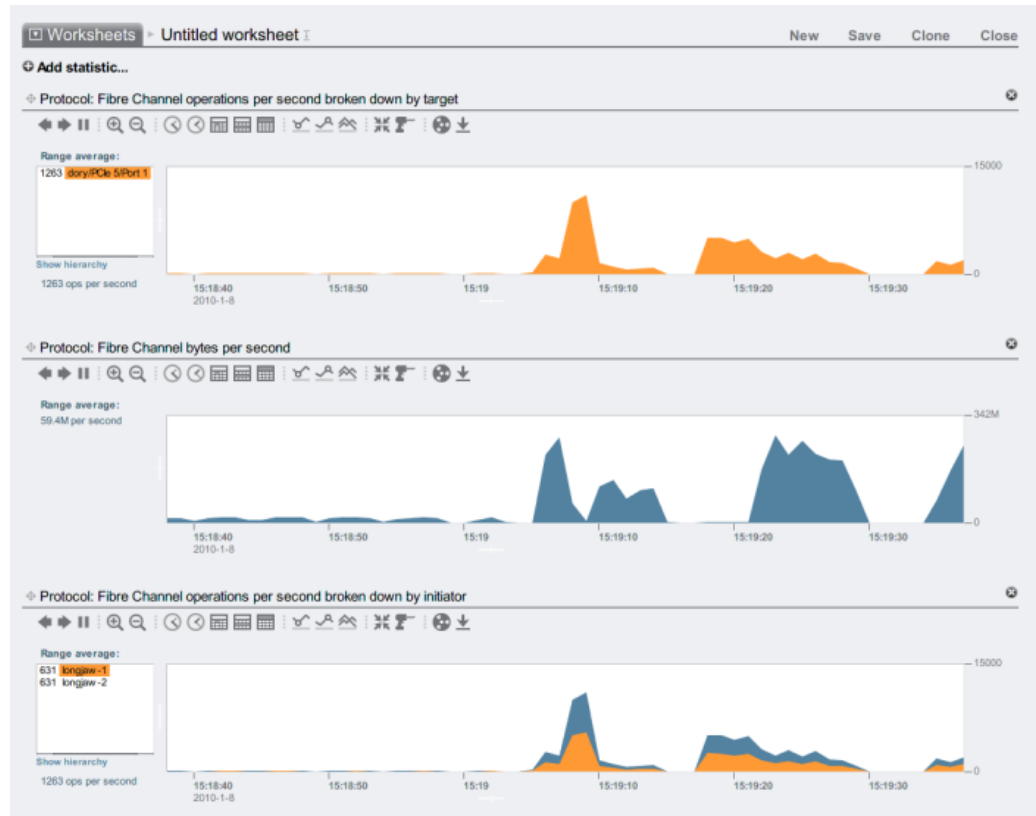 Worksheets Untitled worksheet New Save Clone Close
Add statistic...
Protocol: Fibre Channel operations per second broken down by target
Range average:
1263 dory/PCIe 5/Port 1
15000
0
Show hierarchy
1263 ops per second
15:18:40 15:18:50 15:19 15:19:10 15:19:20 15:19:30
2010-1-8
Protocol: Fibre Channel bytes per second
Range average:
59.4M per second
342M
0
15:18:40 15:18:50 15:19 15:19:10 15:19:20 15:19:30
2010-1-8
Protocol: Fibre Channel operations per second broken down by initiator
Range average:
631 longjaw-1
631 longjaw-2
15000
0
Show hierarchy
1263 ops per second
15:18:40 15:18:50 15:19 15:19:10 15:19:20 15:19:30
2010-1-8